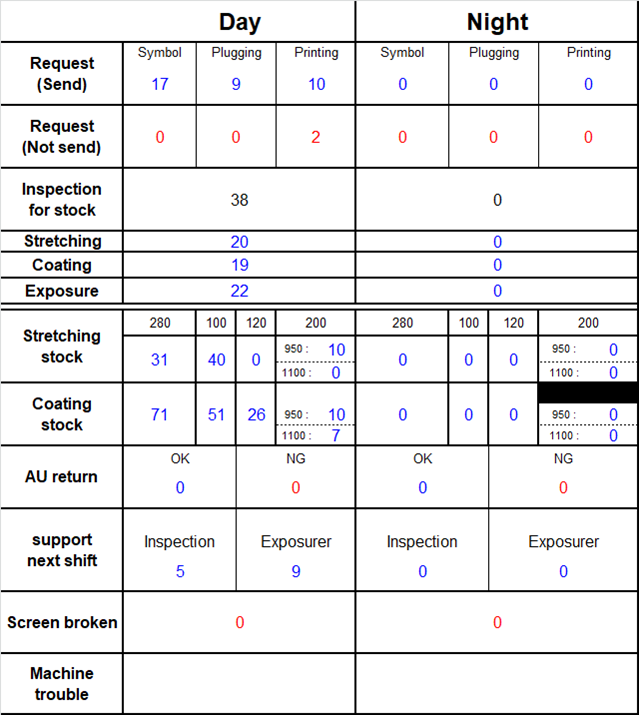 Day Night
Request (Send) Symbol Plugging Printing Symbol Plugging Printing
17 9 10 0 0 0
Request (Not send) 0 0 2 0 0 0
Inspection for stock 38 0
Stretching 20 0
Coating 19 0
Exposure 22 0
Stretching stock 280 100 120 200 280 100 120 200
31 40 0 950 : 10 0 0 0 950 : 0
1100 : 0 1100 : 0
Coating stock 71 51 26 950 : 10 0 0 0 950 : 0
1100 : 7 1100 : 0
AU return OK NG OK NG
0 0 0 0
support next shift Inspection Exposurer Inspection Exposurer
5 9 0 0
Screen broken 0 0
Machine trouble